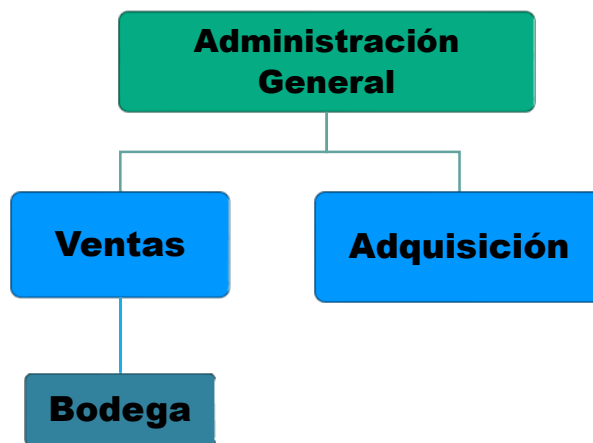 Administración
General
Ventas
Adquisición
Bodega